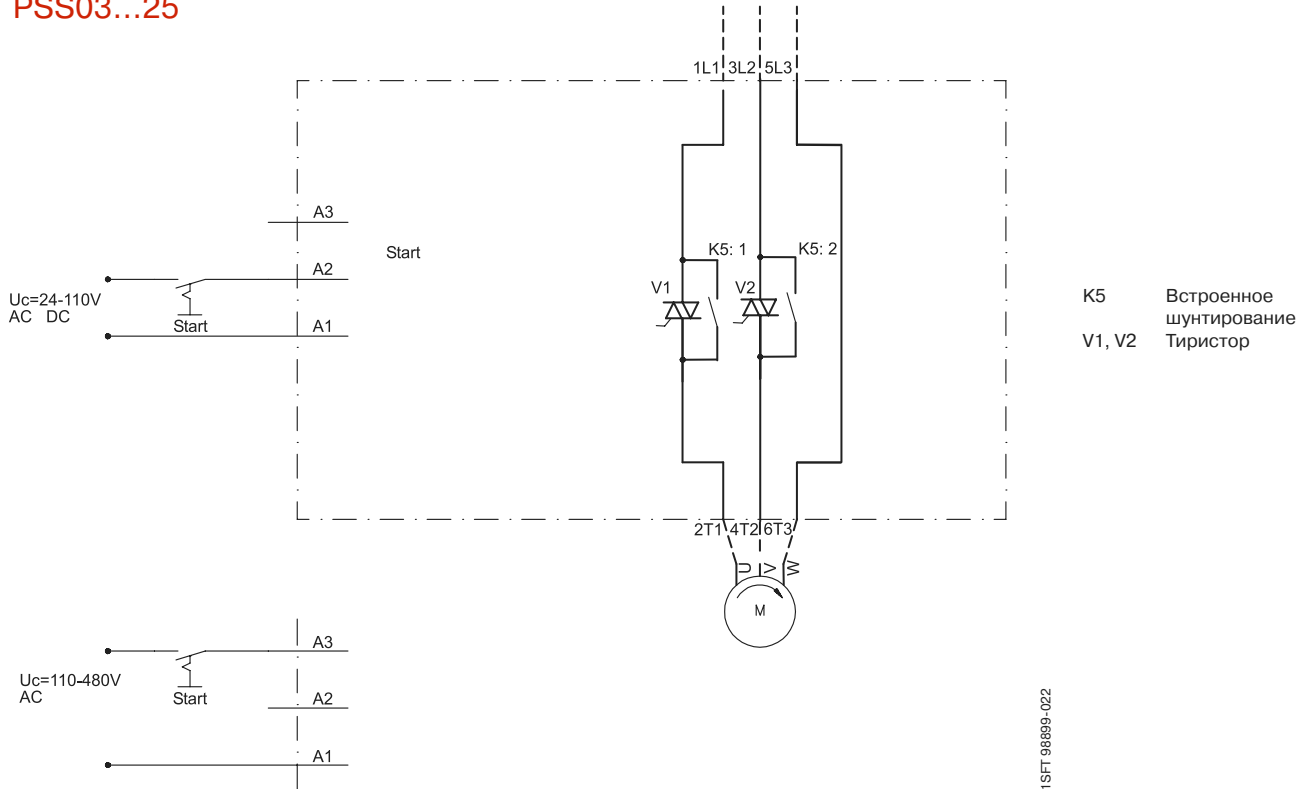 PSS03...25
1L1 3L2 5L3
A3
Start
A2
Uc=24-110V
AC DC
Start
A1
K5: 1
K5: 2
V1
V2
K5 Встроенное
шунтирование
V1, V2 Тиристор
2T1 4T2 6T3
U V W
M
A3
Uc=110-480V
AC
Start
A2
A1
1SFT 98899-022